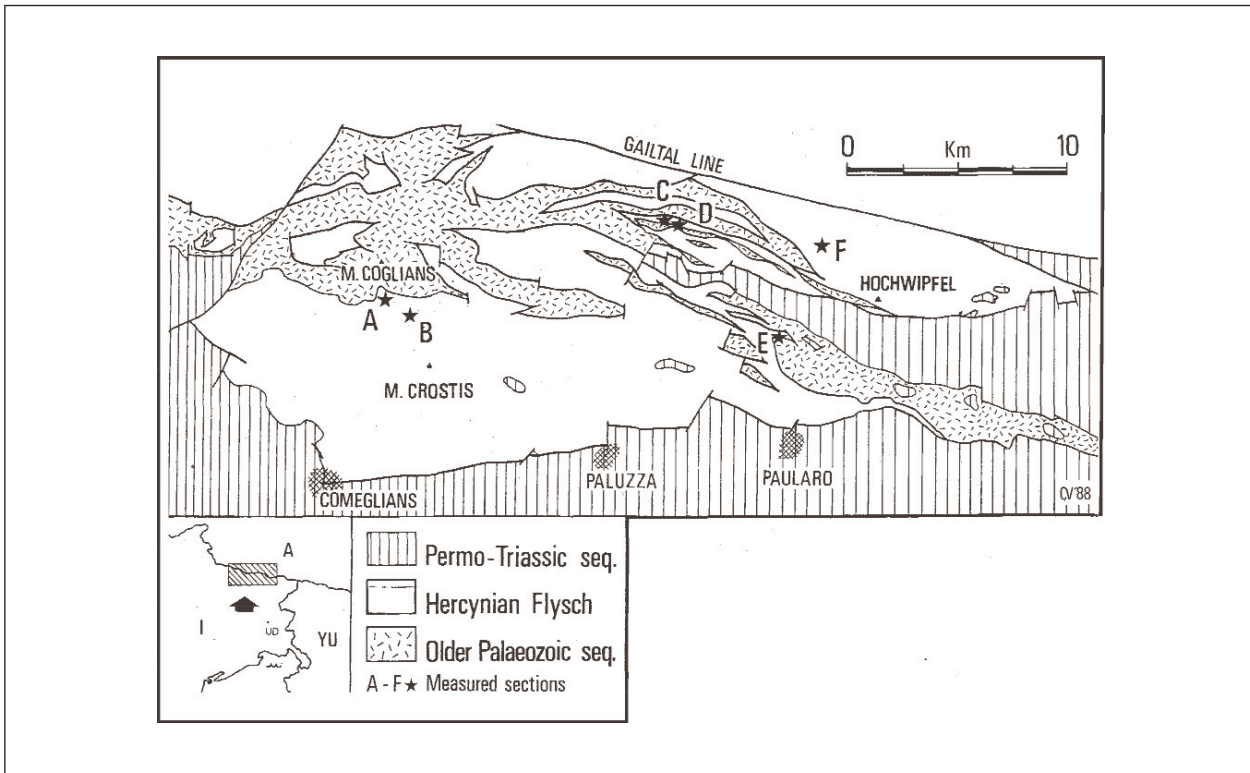 GAILTAL LINE
0 Km 10
C
D
F
M. COGLIANS
HOCHWIPFEL
A
B
E
M. CROSTIS
PALUZZA
PAULARO
COMEGLIANS
CV'88
A
I
UD
YU
Permo-Triassic seq.
Hercynian Flysch
Older Palaeozoic seq.
A - F ★ Measured sections